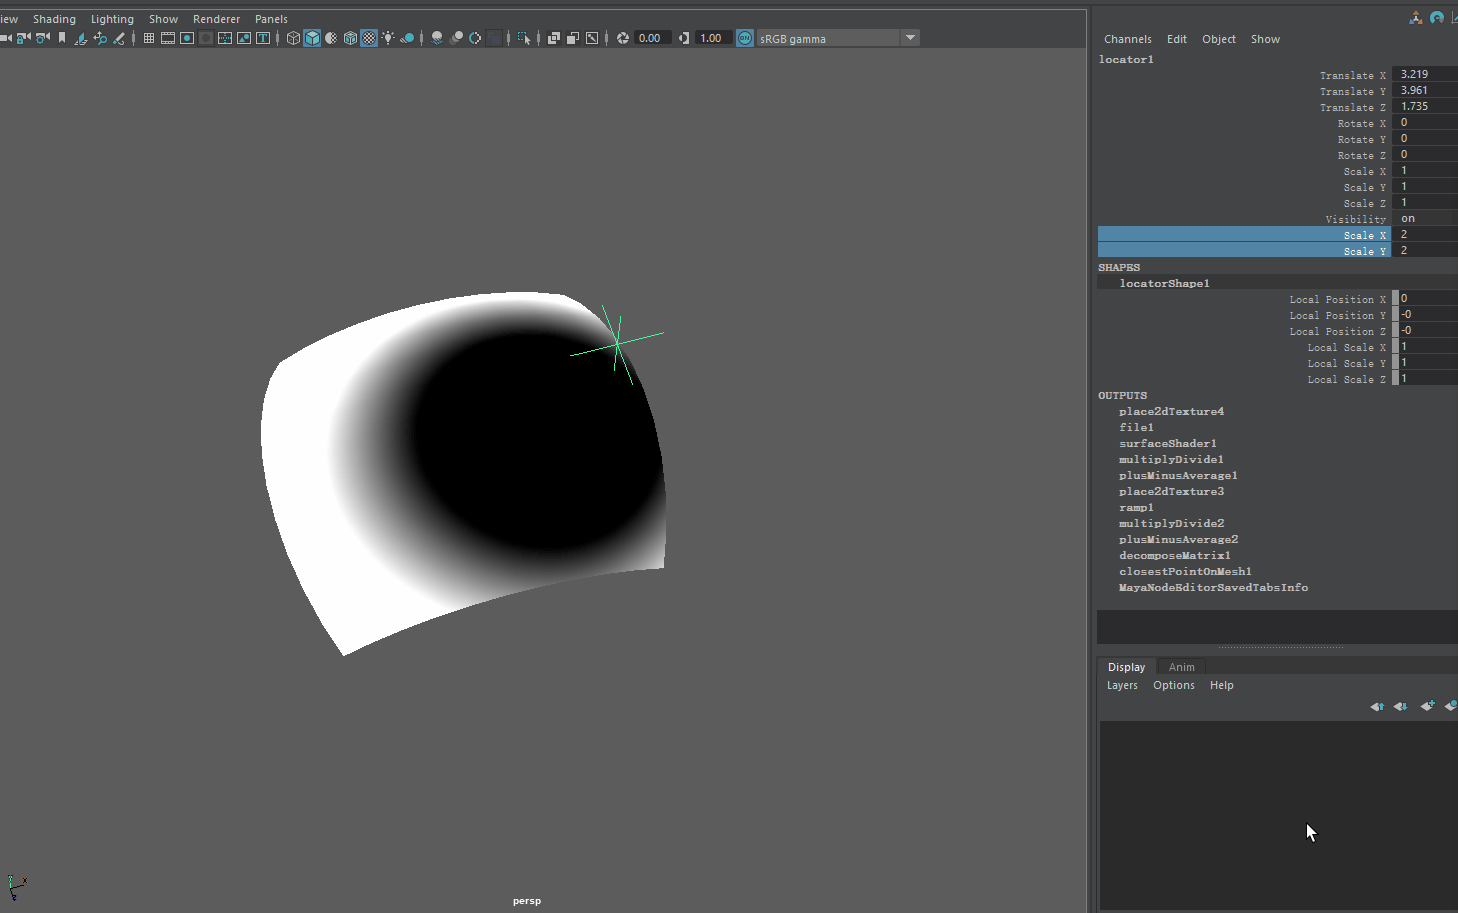 iew Shading Lighting Show Renderer Panels
0.00 1.00 ON sRGB gamma
Channels Edit Object Show
locator1
Translate X 3.219
Translate Y 3.961
Translate Z 1.735
Rotate X 0
Rotate Y 0
Rotate Z 0
Scale X 1
Scale Y 1
Scale Z 1
Visibility on
Scale X 2
Scale Y 2
SHAPES
locatorShape1
Local Position X 0
Local Position Y -0
Local Position Z -0
Local Scale X 1
Local Scale Y 1
Local Scale Z 1
OUTPUTS
place2dTexture4
file1
surfaceShader1
multiplyDivide1
plusMinusAverage1
place2dTexture3
ramp1
multiplyDivide2
plusMinusAverage2
decomposeMatrix1
closestPointOnMesh1
MayaNodeEditorSavedTabsInfo
Display Anim
Layers Options Help
persp